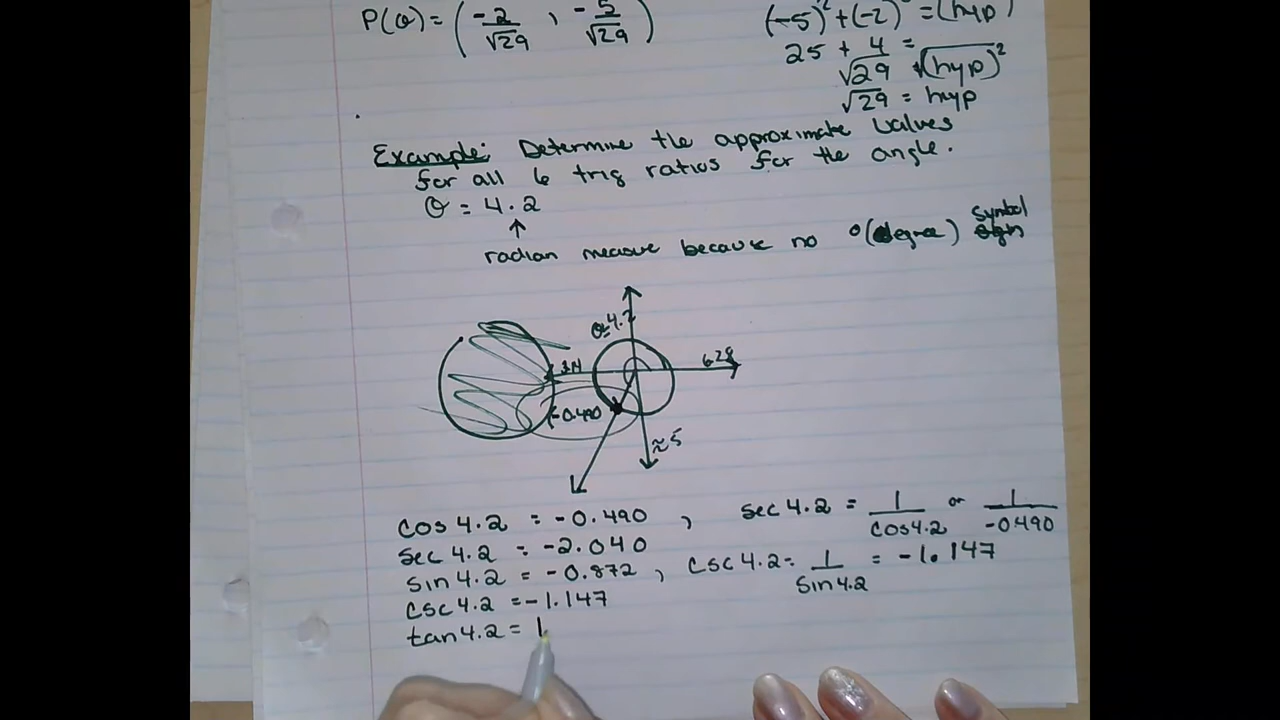 P(θ) = (-2/√29 , -5/√29)
(-5)² + (-2)² = (hyp)²
25 + 4 =
√29 √(hyp)²
√29 = hyp
Example: Determine the approximate values
for all 6 trig ratios for the angle.
θ = 4.2
↑
radian measure because no °(degree) symbol
θ=4.2
3.14
6.28
(-0.490
≈5
cos 4.2 = -0.490 , sec 4.2 = 1/cos4.2 or 1/-0.490
sec 4.2 = -2.040
sin 4.2 = -0.872 , csc 4.2 = 1/sin 4.2 = -1.147
csc 4.2 = -1.147
tan 4.2 = 1